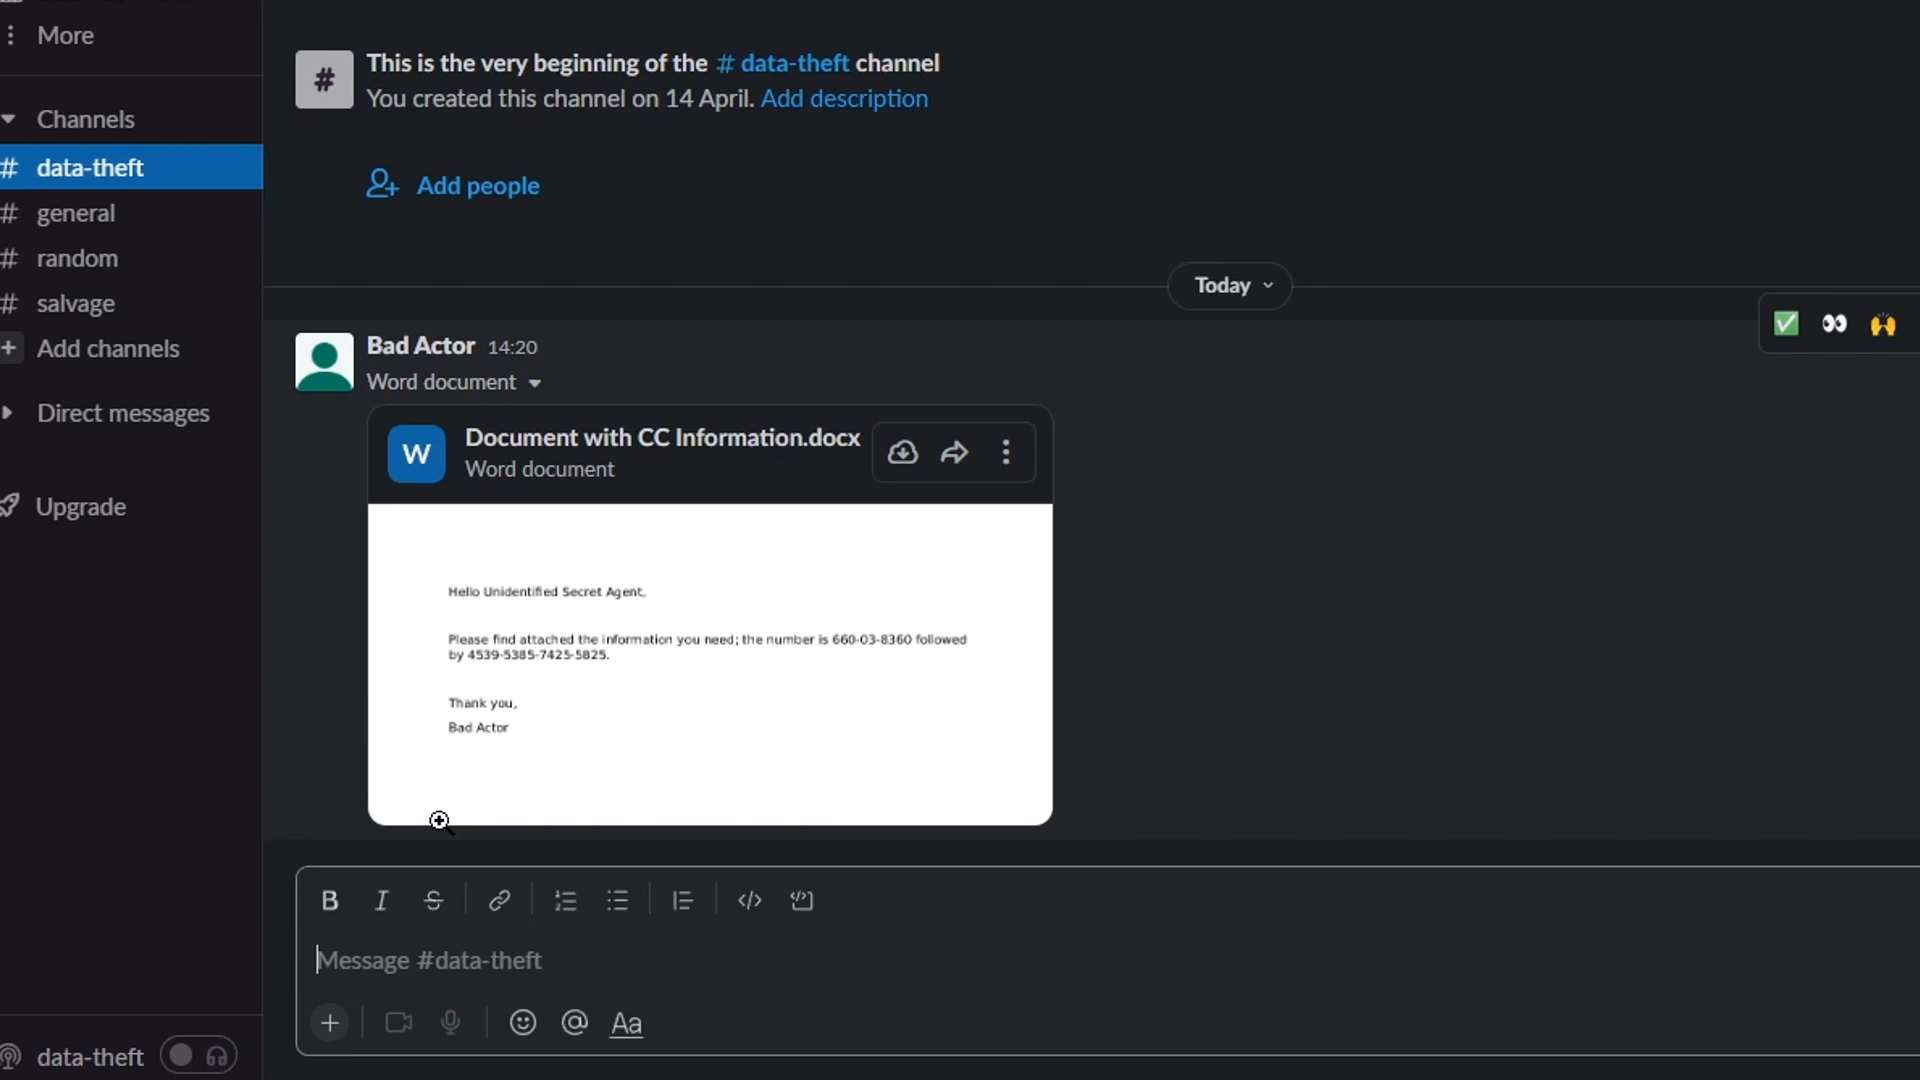 More
Channels
# data-theft
# general
# random
# salvage
+ Add channels
Direct messages
Upgrade
data-theft
#
This is the very beginning of the # data-theft channel
You created this channel on 14 April. Add description
Add people
Today
Bad Actor 14:20
Word document
W
Document with CC Information.docx
Word document
Hello Unidentified Secret Agent,
Please find attached the information you need; the number is 660-03-8360 followed
by 4539-5385-7425-5825.
Thank you,
Bad Actor
B I S
Message #data-theft
+ @ Aa